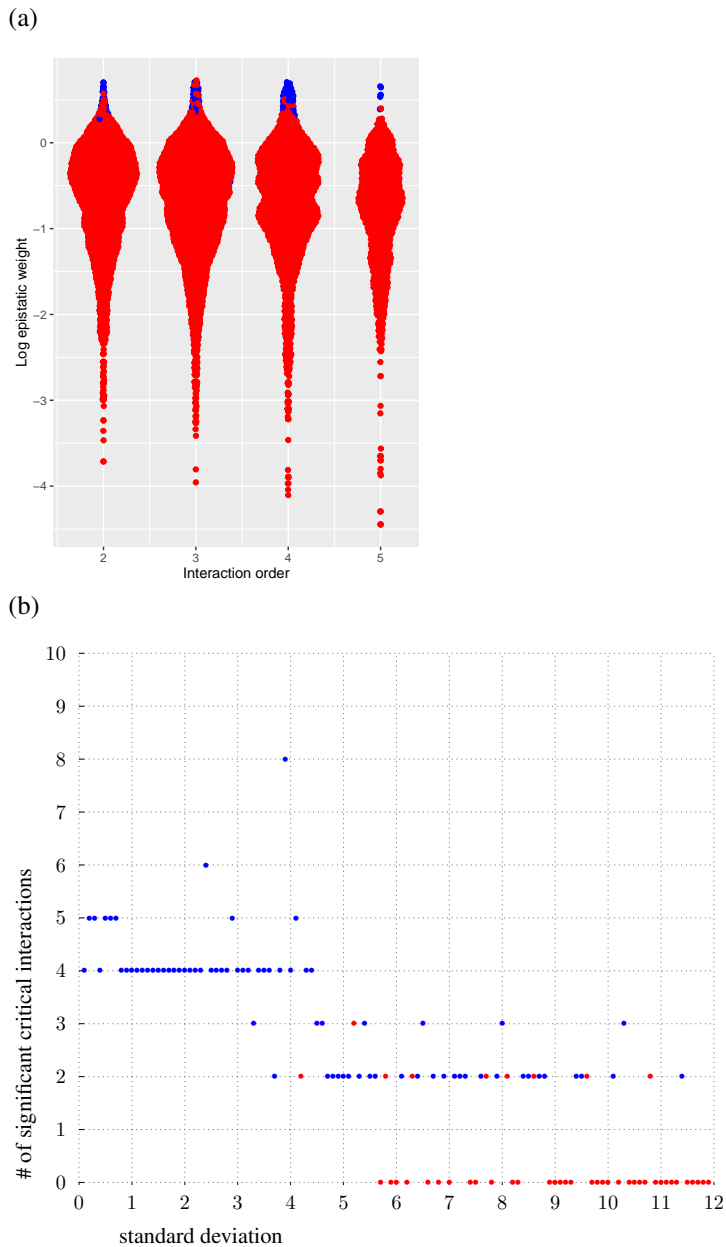 (a)
0
−1
−2
−3
−4
Log epistatic weight
2 3 4 5
Interaction order
(b)
10
9
8
7
6
5
4
3
2
1
0
# of significant critical interactions
0 1 2 3 4 5 6 7 8 9 10 11 12
standard deviation